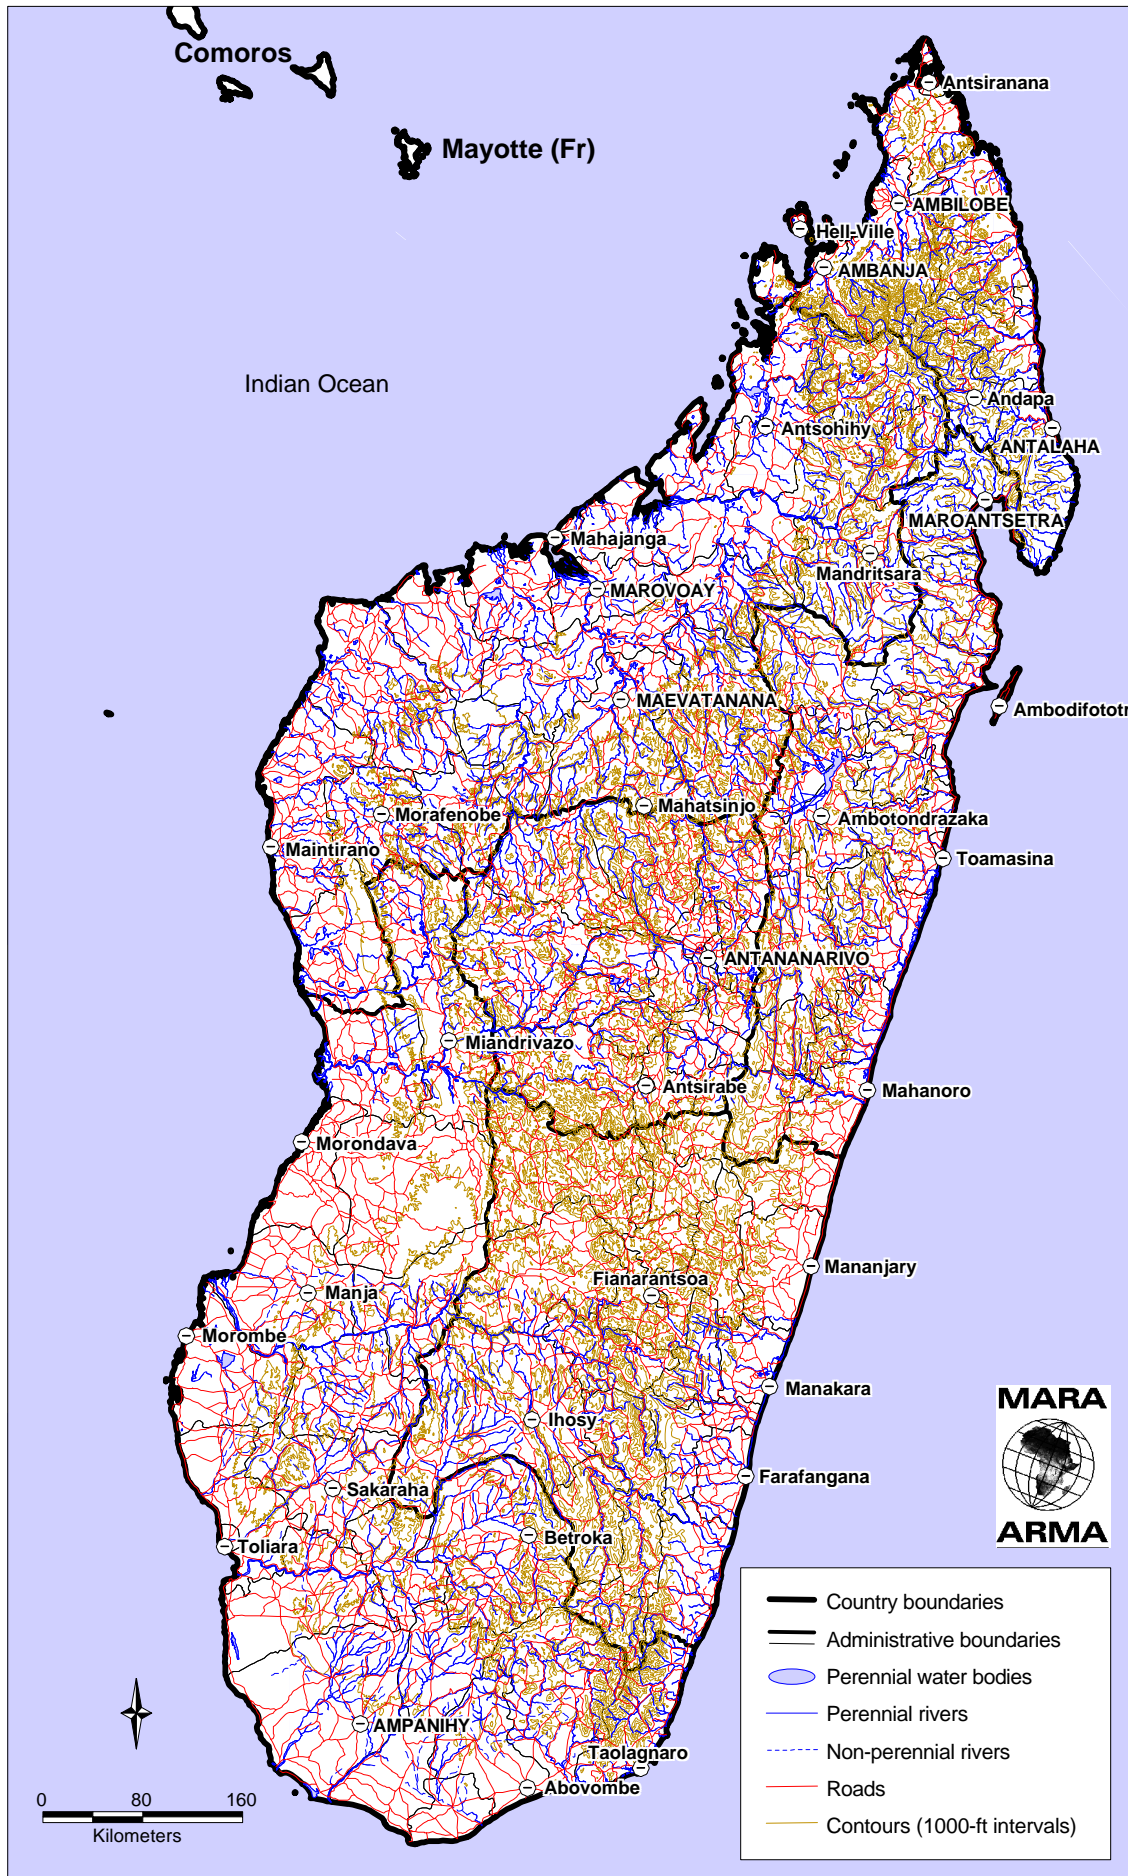 Comoros
Antsiranana
Mayotte (Fr)
AMBILOBE
Hell-Ville
AMBANJA
Indian Ocean
Andapa
Antsohihy
ANTALAHA
MAROANTSETRA
Mahajanga
Mandritsara
MAROVOAY
MAEVATANANA
Ambodifototr
Mahatsinjo
Morafenobe
Ambotondrazaka
Maintirano
Toamasina
ANTANANARIVO
Miandrivazo
Antsirabe
Mahanoro
Morondava
Mananjary
Fianarantsoa
Manja
Morombe
Manakara
MARA
Ihosy
Farafangana
Sakaraha
ARMA
Betroka
Toliara
Country boundaries
Administrative boundaries
Perennial water bodies
Perennial rivers
AMPANIHY
Non-perennial rivers
Taolagnaro
Abovombe
Roads
0 80 160
Kilometers
Contours (1000-ft intervals)